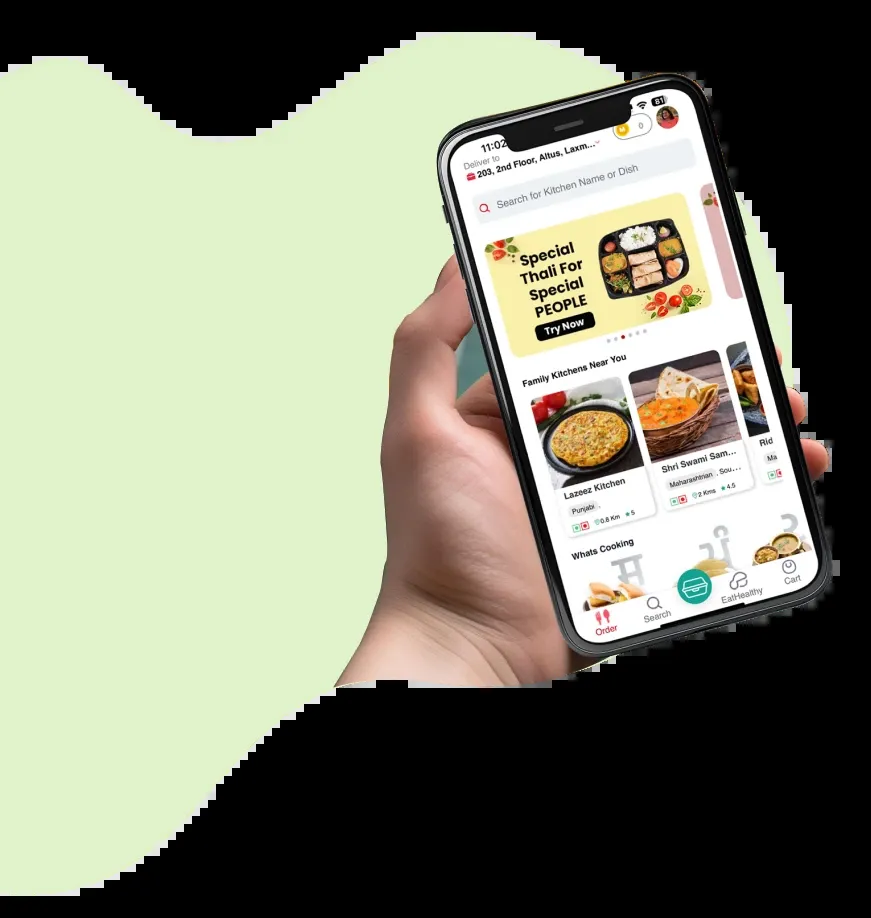 11:02
81
Deliver to
203, 2nd Floor, Altus, Laxm...
M 0
Search for Kitchen Name or Dish
Special
Thali For
Special
PEOPLE
Try Now
Family Kitchens Near You
Lazeez Kitchen
Punjabi ,
0.8 Km 5
Shri Swami Sam...
Maharashtrian , Sou...
2 Kms 4.5
Rid
Ma
Whats Cooking
Order
Search
EatHealthy
Cart